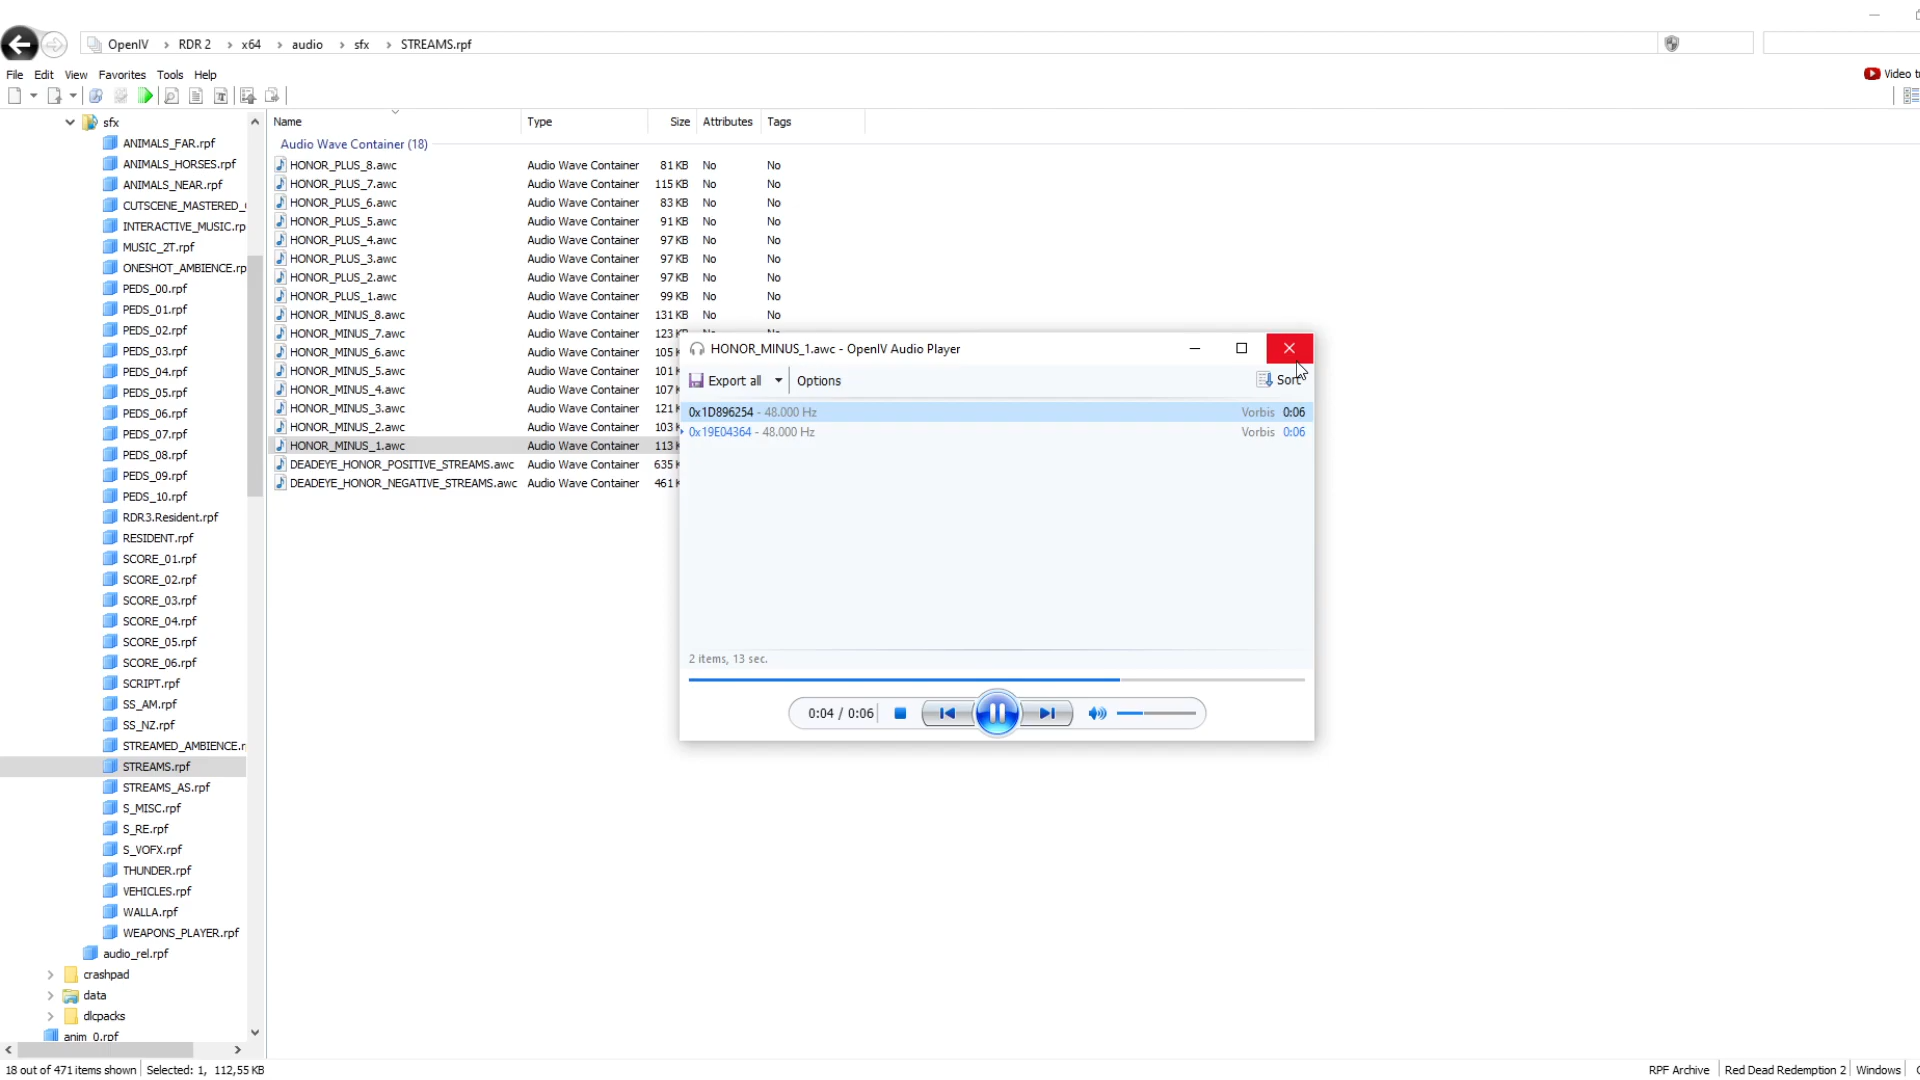 OpenIV › RDR 2 › x64 › audio › sfx › STREAMS.rpf
File Edit View Favorites Tools Help
Video t
sfx
ANIMALS_FAR.rpf
ANIMALS_HORSES.rpf
ANIMALS_NEAR.rpf
CUTSCENE_MASTERED_
INTERACTIVE_MUSIC.rp
MUSIC_2T.rpf
ONESHOT_AMBIENCE.rp
PEDS_00.rpf
PEDS_01.rpf
PEDS_02.rpf
PEDS_03.rpf
PEDS_04.rpf
PEDS_05.rpf
PEDS_06.rpf
PEDS_07.rpf
PEDS_08.rpf
PEDS_09.rpf
PEDS_10.rpf
RDR3.Resident.rpf
RESIDENT.rpf
SCORE_01.rpf
SCORE_02.rpf
SCORE_03.rpf
SCORE_04.rpf
SCORE_05.rpf
SCORE_06.rpf
SCRIPT.rpf
SS_AM.rpf
SS_NZ.rpf
STREAMED_AMBIENCE.r
STREAMS.rpf
STREAMS_AS.rpf
S_MISC.rpf
S_RE.rpf
S_VOFX.rpf
THUNDER.rpf
VEHICLES.rpf
WALLA.rpf
WEAPONS_PLAYER.rpf
audio_rel.rpf
crashpad
data
dlcpacks
anim_0.rpf
Name Type Size Attributes Tags
Audio Wave Container (18)
HONOR_PLUS_8.awc Audio Wave Container 81 KB No No
HONOR_PLUS_7.awc Audio Wave Container 115 KB No No
HONOR_PLUS_6.awc Audio Wave Container 83 KB No No
HONOR_PLUS_5.awc Audio Wave Container 91 KB No No
HONOR_PLUS_4.awc Audio Wave Container 97 KB No No
HONOR_PLUS_3.awc Audio Wave Container 97 KB No No
HONOR_PLUS_2.awc Audio Wave Container 97 KB No No
HONOR_PLUS_1.awc Audio Wave Container 99 KB No No
HONOR_MINUS_8.awc Audio Wave Container 131 KB No No
HONOR_MINUS_7.awc Audio Wave Container 123 K
HONOR_MINUS_6.awc Audio Wave Container 105 K
HONOR_MINUS_5.awc Audio Wave Container 101 K
HONOR_MINUS_4.awc Audio Wave Container 107 K
HONOR_MINUS_3.awc Audio Wave Container 121 K
HONOR_MINUS_2.awc Audio Wave Container 103 K
HONOR_MINUS_1.awc Audio Wave Container 113 K
DEADEYE_HONOR_POSITIVE_STREAMS.awc Audio Wave Container 635 K
DEADEYE_HONOR_NEGATIVE_STREAMS.awc Audio Wave Container 461 K
HONOR_MINUS_1.awc - OpenIV Audio Player
Export all Options Sort
0x1D896254 - 48.000 Hz Vorbis 0:06
0x19E04364 - 48.000 Hz Vorbis 0:06
2 items, 13 sec.
0:04 / 0:06
18 out of 471 items shown Selected: 1, 112,55 KB RPF Archive Red Dead Redemption 2 Windows